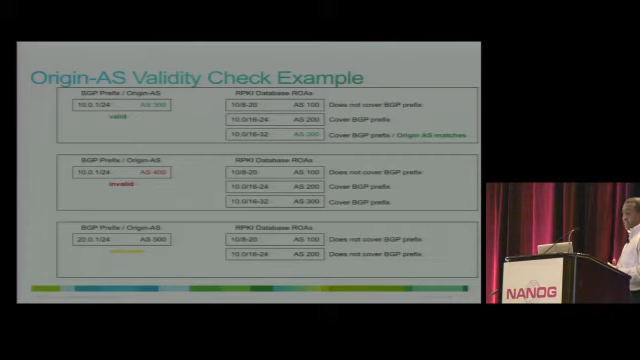 Origin-AS Validity Check Example
BGP Prefix / Origin-AS
RPKI Database ROAs
10.0.1/24 AS 300
10/8-20 AS 100 Does not cover BGP prefix
valid
10.0/16-24 AS 200 Cover BGP prefix
10.0/16-32 AS 300 Cover BGP prefix / Origin AS matches
BGP Prefix / Origin-AS
RPKI Database ROAs
10.0.1/24 AS 400
10/8-20 AS 100 Does not cover BGP prefix
invalid
10.0/16-24 AS 200 Cover BGP prefix
10.0/16-32 AS 300 Cover BGP prefix
BGP Prefix / Origin-AS
RPKI Database ROAs
20.0.1/24 AS 300
10/8-20 AS 100 Does not cover BGP prefix
10.0/16-24 AS 200 Does not cover BGP prefix
NANOG